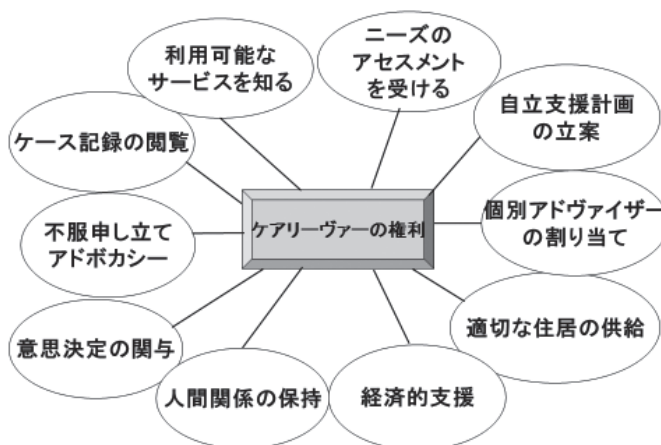 利用可能な
サービスを知る
ニーズの
アセスメント
を受ける
自立支援計画
の立案
ケース記録の閲覧
個別アドヴァイザー
の割り当て
ケアリーヴァーの権利
不服申し立て
アドボカシー
適切な住居の供給
意思決定の関与
人間関係の保持
経済的支援